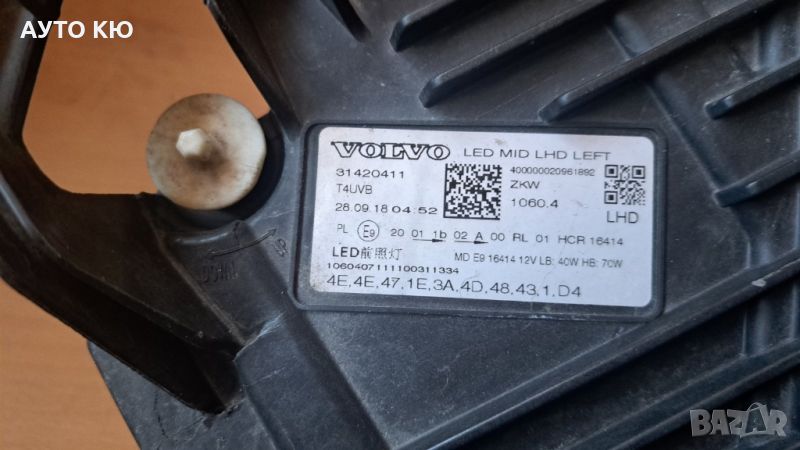 АУТО КЮ
VOLVO LED MID LHD LEFT
31420411
T4UVB
28.09.18 04:52
400000020961892
ZKW
1060.4
LHD
PL E9 20 01 1b 02 A 00 RL 01 HCR 16414
LED前照灯
MD E9 16414 12V LB: 40W HB: 70W
1060407111100311334
4E,4E,47,1E,3A,4D,48,43,1,D4
BAZAR